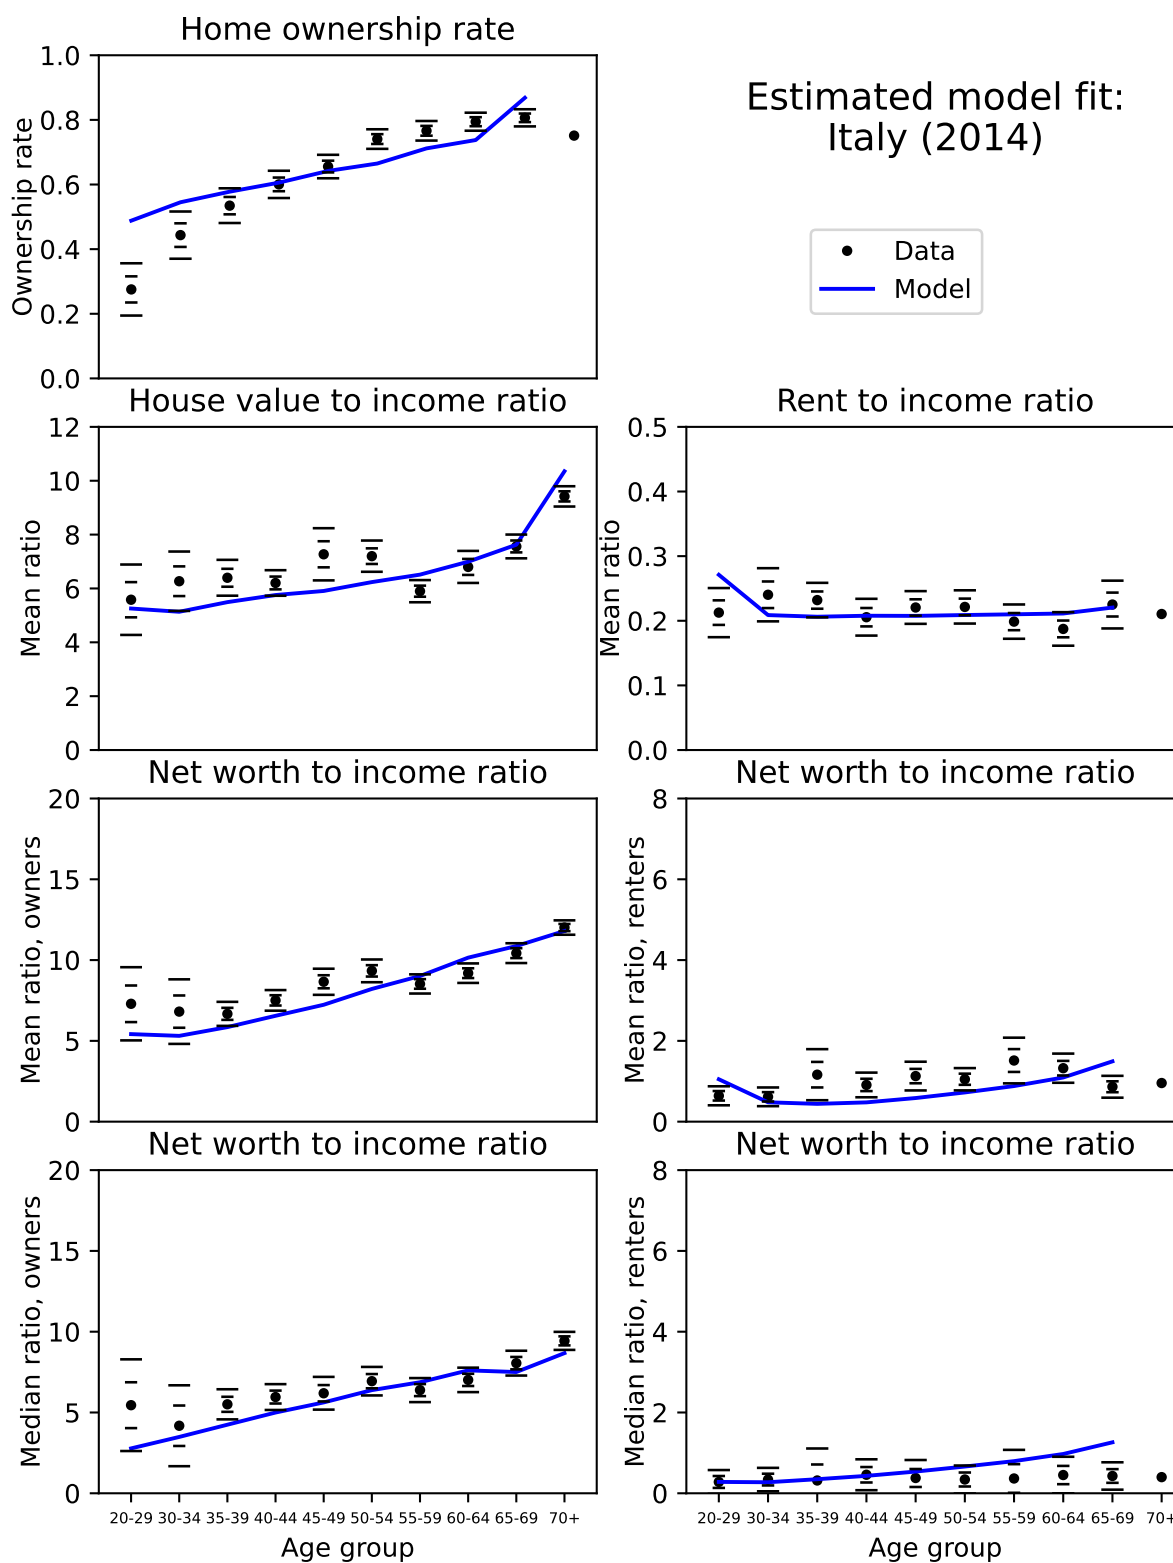 Home ownership rate
1.0
0.8
0.6
0.4
0.2
0.0
Ownership rate
Estimated model fit:
Italy (2014)
Data
Model
House value to income ratio
12
10
8
6
4
2
0
Mean ratio
Rent to income ratio
0.5
0.4
0.3
0.2
0.1
0.0
Mean ratio
Net worth to income ratio
20
15
10
5
0
Mean ratio, owners
Net worth to income ratio
8
6
4
2
0
Mean ratio, renters
Net worth to income ratio
20
15
10
5
0
Median ratio, owners
20-29 30-34 35-39 40-44 45-49 50-54 55-59 60-64 65-69 70+
Age group
Net worth to income ratio
8
6
4
2
0
Median ratio, renters
20-29 30-34 35-39 40-44 45-49 50-54 55-59 60-64 65-69 70+
Age group